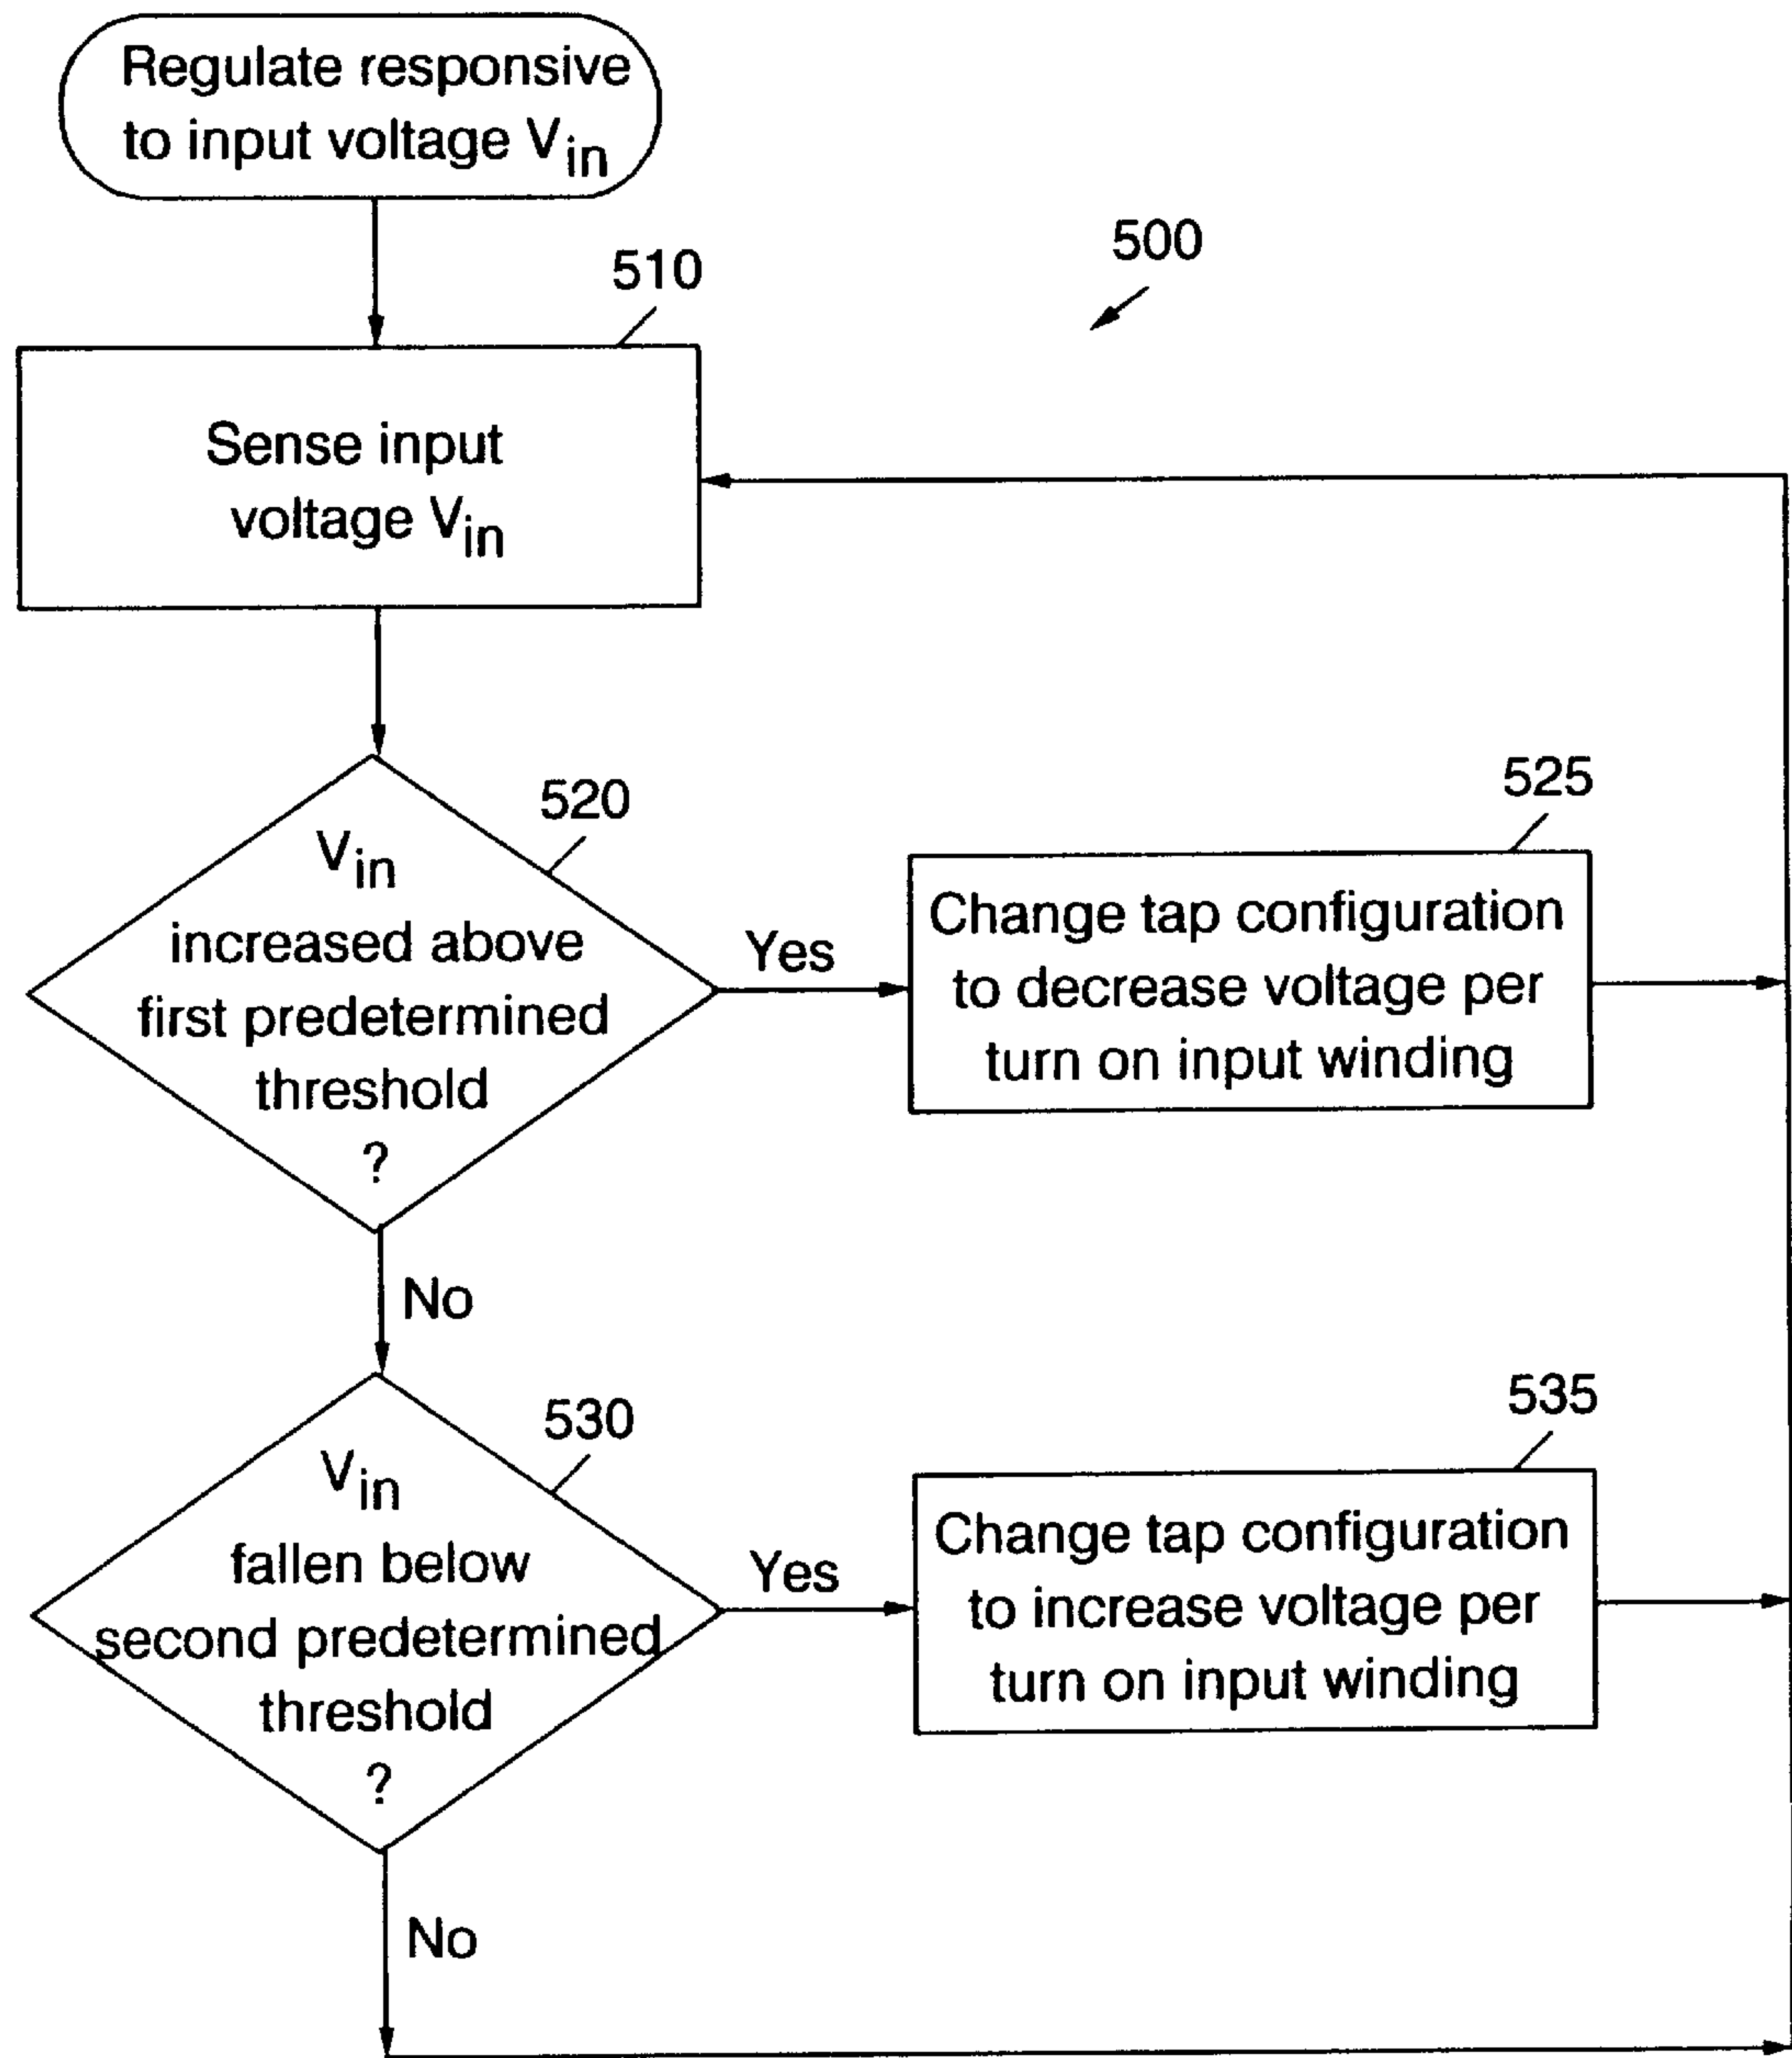 Regulate responsive
to input voltage Vin
500
510
Sense input
voltage Vin
520
Vin
increased above
first predetermined
threshold
?
Yes
525
Change tap configuration
to decrease voltage per
turn on input winding
No
530
Vin
fallen below
second predetermined
threshold
?
Yes
535
Change tap configuration
to increase voltage per
turn on input winding
No